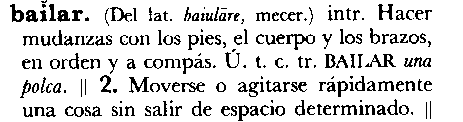 bailar. (Del lat. baiulāre, mecer.) intr. Hacer
mudanzas con los pies, el cuerpo y los brazos,
en orden y a compás. Ú. t. c. tr. BAILAR una
polca. || 2. Moverse o agitarse rápidamente
una cosa sin salir de espacio determinado. ||